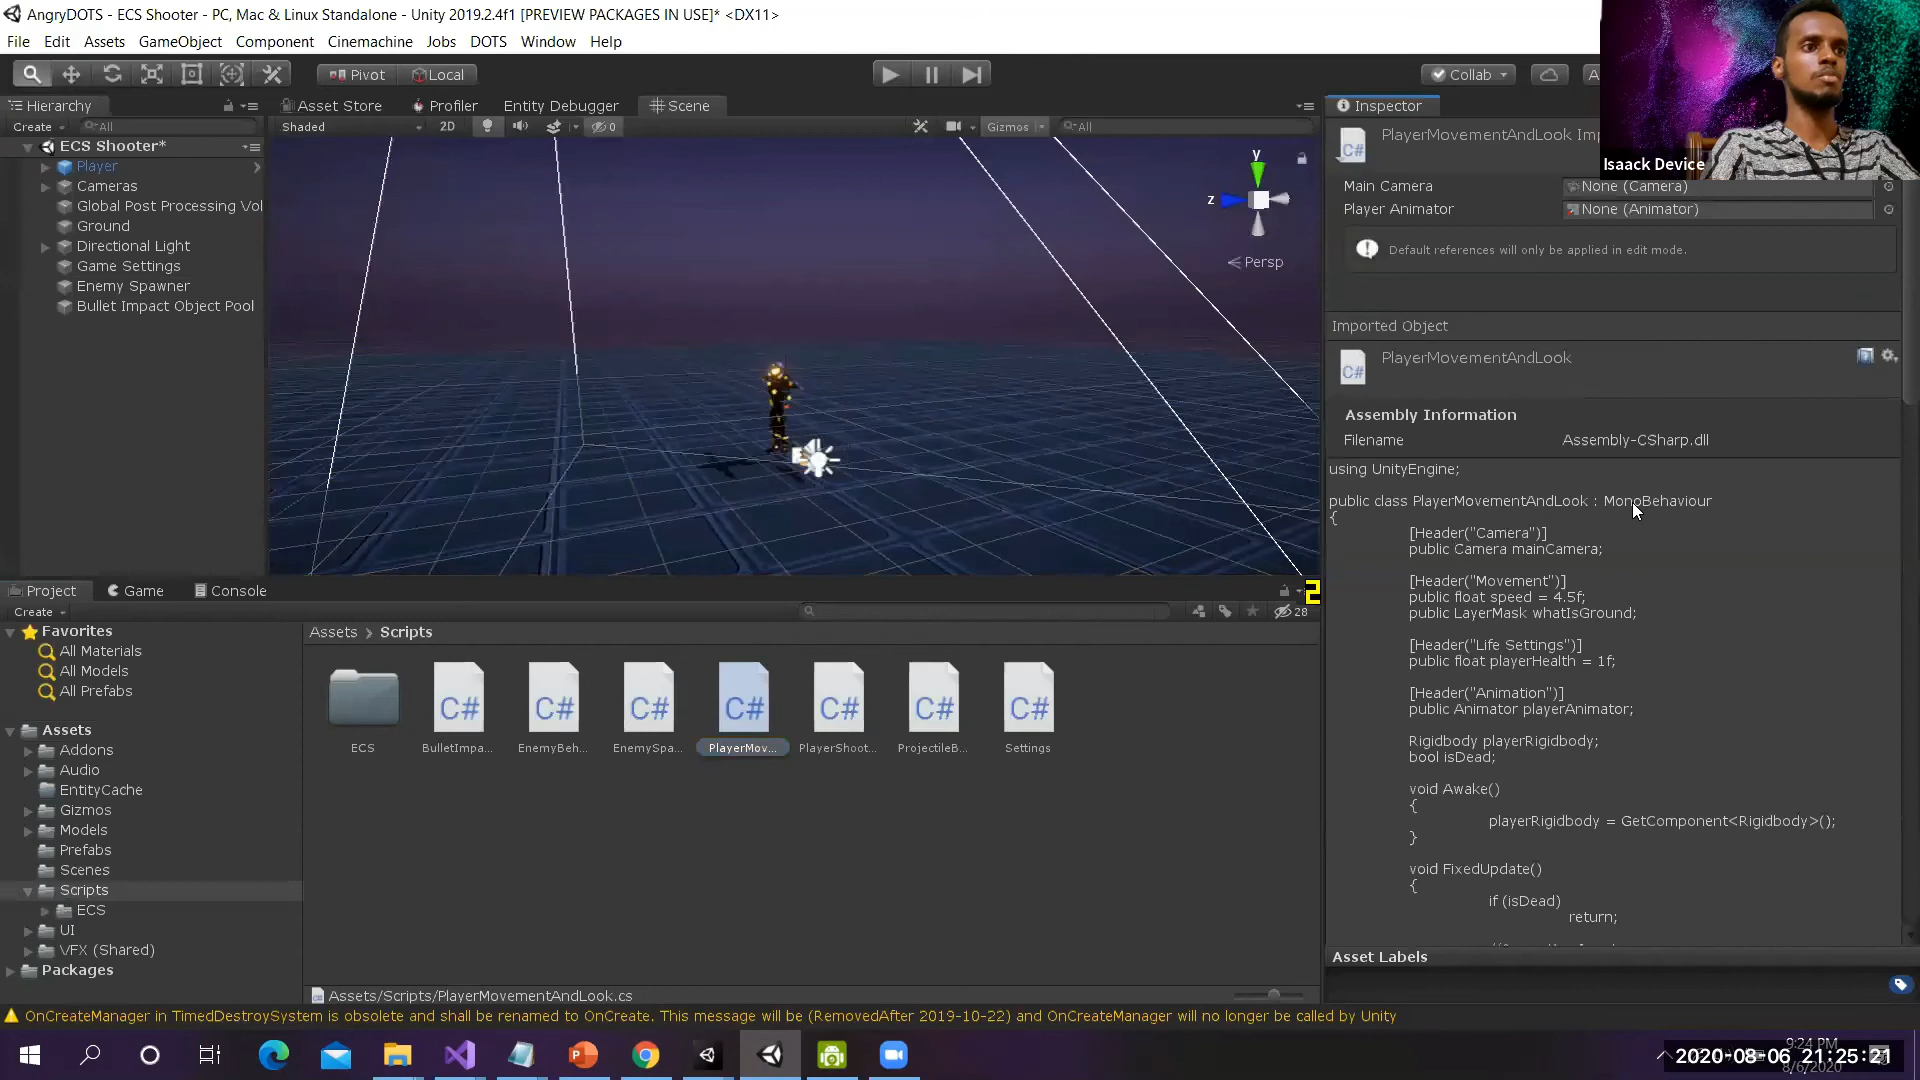 AngryDOTS - ECS Shooter - PC, Mac & Linux Standalone - Unity 2019.2.4f1 [PREVIEW PACKAGES IN USE]* <DX11>
File Edit Assets GameObject Component Cinemachine Jobs DOTS Window Help
Pivot Local Collab
Hierarchy Asset Store Profiler Entity Debugger Scene Inspector
Create All Shaded 2D 0 Gizmos All
PlayerMovementAndLook Imp
Isaack Device
ECS Shooter*
Player
Cameras
Global Post Processing Vol
Ground
Directional Light
Game Settings
Enemy Spawner
Bullet Impact Object Pool
y
z
Persp
Main Camera None (Camera)
Player Animator None (Animator)
Default references will only be applied in edit mode.
Imported Object
PlayerMovementAndLook
Assembly Information
Filename Assembly-CSharp.dll
using UnityEngine;
public class PlayerMovementAndLook : MonoBehaviour
{
[Header("Camera")]
public Camera mainCamera;
[Header("Movement")]
public float speed = 4.5f;
public LayerMask whatIsGround;
[Header("Life Settings")]
public float playerHealth = 1f;
[Header("Animation")]
public Animator playerAnimator;
Rigidbody playerRigidbody;
bool isDead;
void Awake()
{
playerRigidbody = GetComponent<Rigidbody>();
}
void FixedUpdate()
{
if (isDead)
return;
Asset Labels
Project Game Console
2
Create 28
Favorites
All Materials
All Models
All Prefabs
Assets
Addons
Audio
EntityCache
Gizmos
Models
Prefabs
Scenes
Scripts
ECS
UI
VFX (Shared)
Packages
Assets > Scripts
C# C# C# C# C# C# C#
ECS BulletImpa... EnemyBeh... EnemySpa... PlayerMov... PlayerShoot... ProjectileB... Settings
Assets/Scripts/PlayerMovementAndLook.cs
OnCreateManager in TimedDestroySystem is obsolete and shall be renamed to OnCreate. This message will be (RemovedAfter 2019-10-22) and OnCreateManager will no longer be called by Unity
9:24 PM
2020-08-06 21:25:21
8/6/2020